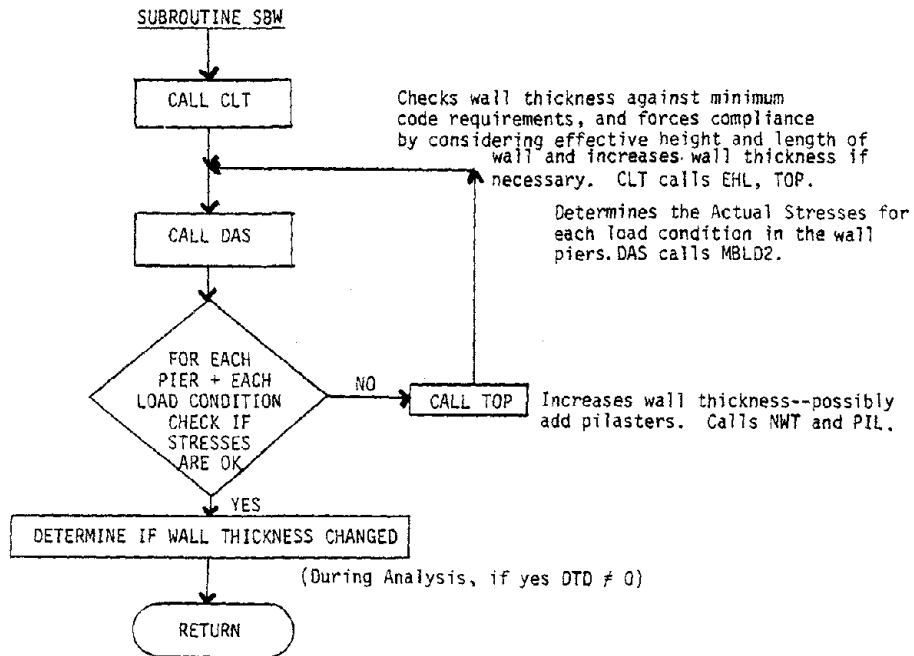 SUBROUTINE SBW
CALL CLT
Checks wall thickness against minimum
code requirements, and forces compliance
by considering effective height and length of
wall and increases wall thickness if
necessary. CLT calls EHL, TOP.
CALL DAS
Determines the Actual Stresses for
each load condition in the wall
piers. DAS calls MBLD2.
FOR EACH
PIER + EACH
LOAD CONDITION
CHECK IF
STRESSES
ARE OK
NO
CALL TOP
Increases wall thickness--possibly
add pilasters. Calls NWT and PIL.
YES
DETERMINE IF WALL THICKNESS CHANGED
(During Analysis, if yes DTD ≠ 0)
RETURN